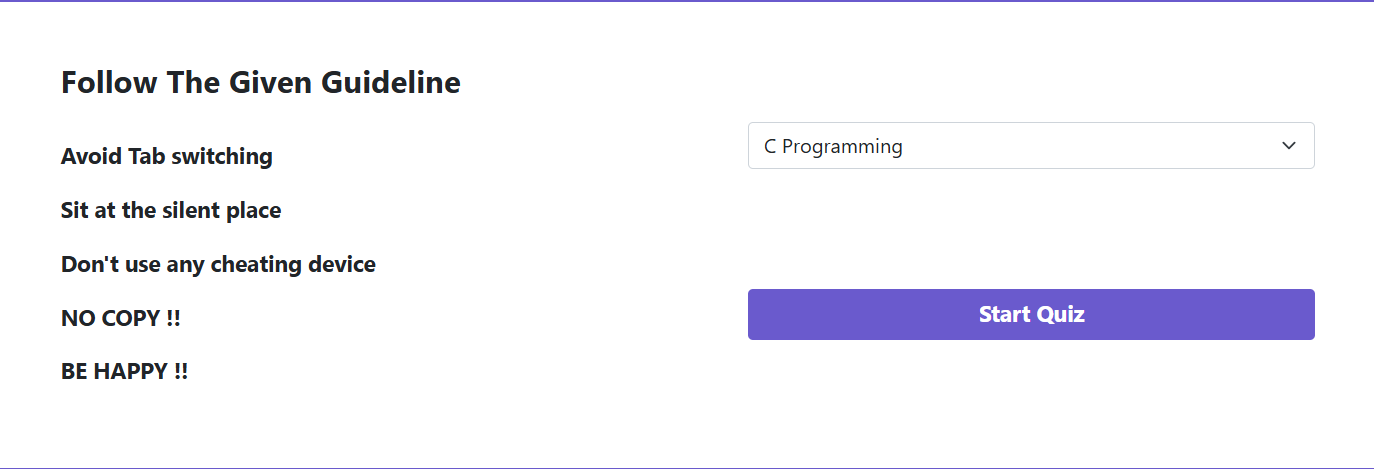 Follow The Given Guideline
Avoid Tab switching
Sit at the silent place
Don't use any cheating device
NO COPY !!
BE HAPPY !!
C Programming
Start Quiz